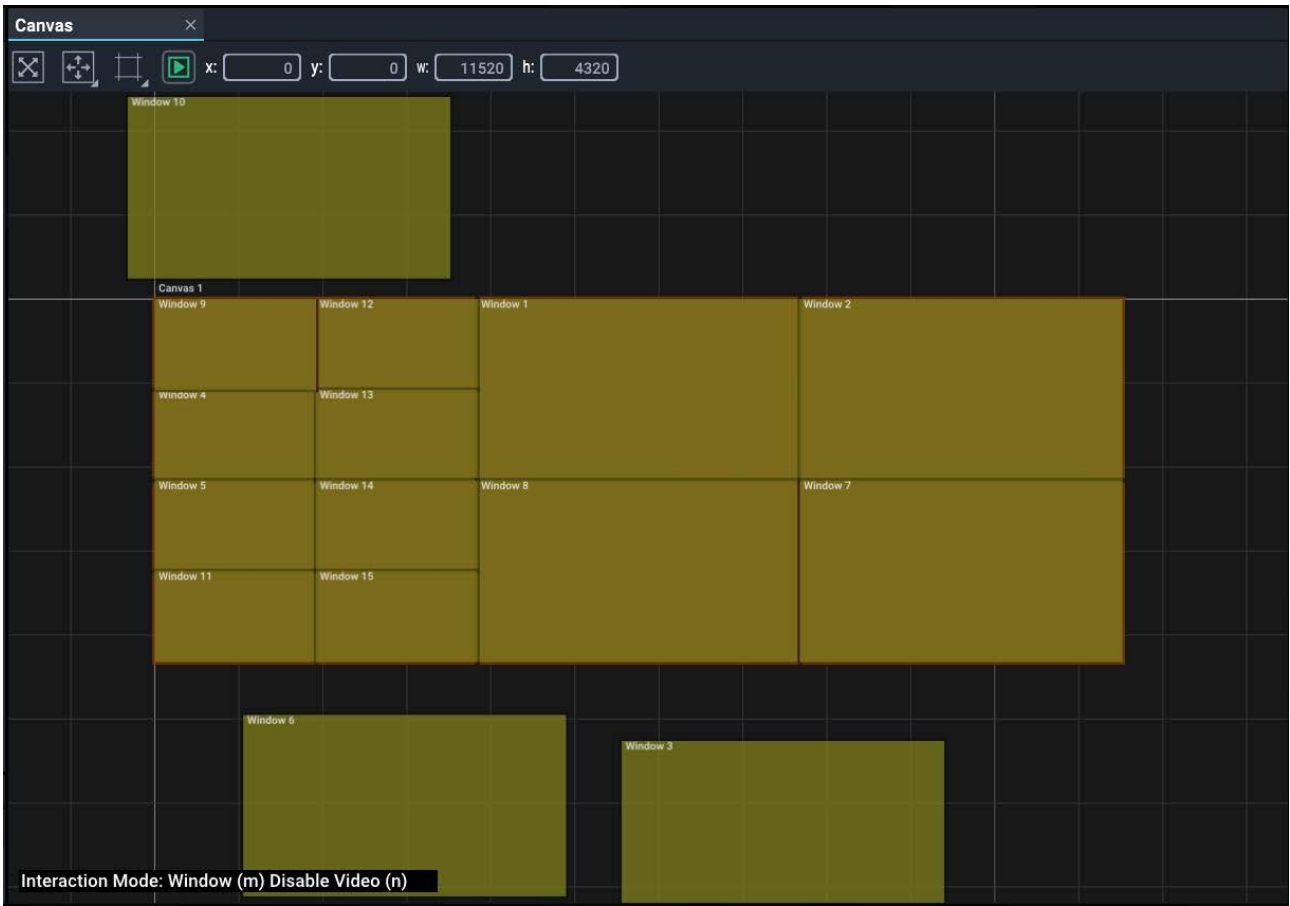 Canvas
x: 0 y: 0 w: 11520 h: 4320
Window 10
Canvas 1
Window 9 Window 12 Window 1 Window 2
Window 4 Window 13
Window 5 Window 14 Window 8 Window 7
Window 11 Window 15
Window 6
Window 3
Interaction Mode: Window (m) Disable Video (n)